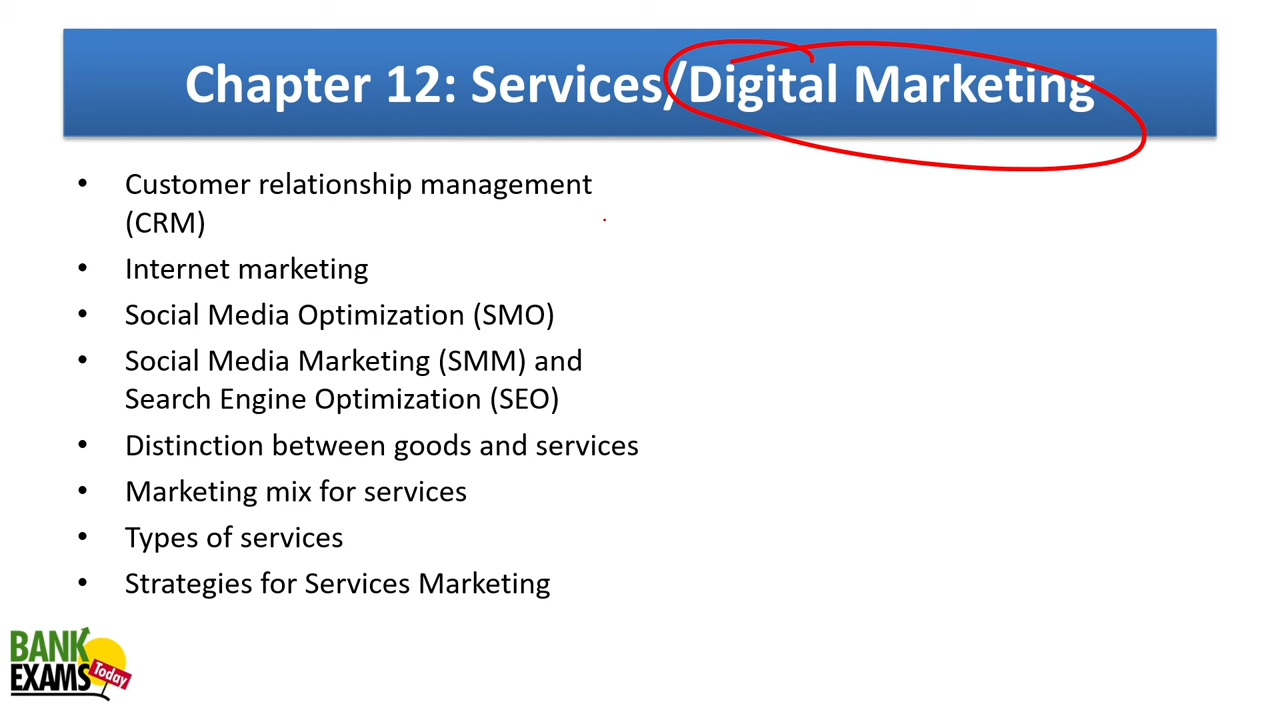 Chapter 12: Services/Digital Marketing
• Customer relationship management
(CRM)
• Internet marketing
• Social Media Optimization (SMO)
• Social Media Marketing (SMM) and
Search Engine Optimization (SEO)
• Distinction between goods and services
• Marketing mix for services
• Types of services
• Strategies for Services Marketing
BANK
EXAMS
Today